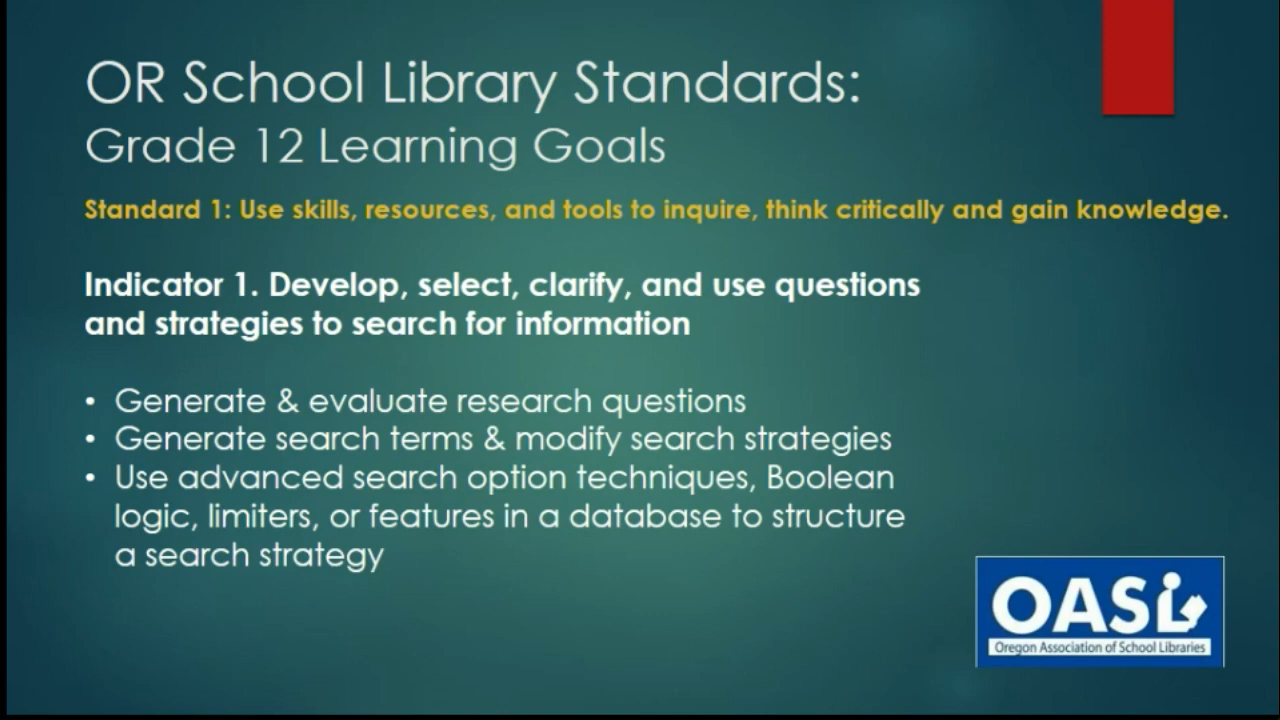 OR School Library Standards:
Grade 12 Learning Goals
Standard 1: Use skills, resources, and tools to inquire, think critically and gain knowledge.
Indicator 1. Develop, select, clarify, and use questions
and strategies to search for information
• Generate & evaluate research questions
• Generate search terms & modify search strategies
• Use advanced search option techniques, Boolean
logic, limiters, or features in a database to structure
a search strategy
OASL
Oregon Association of School Libraries